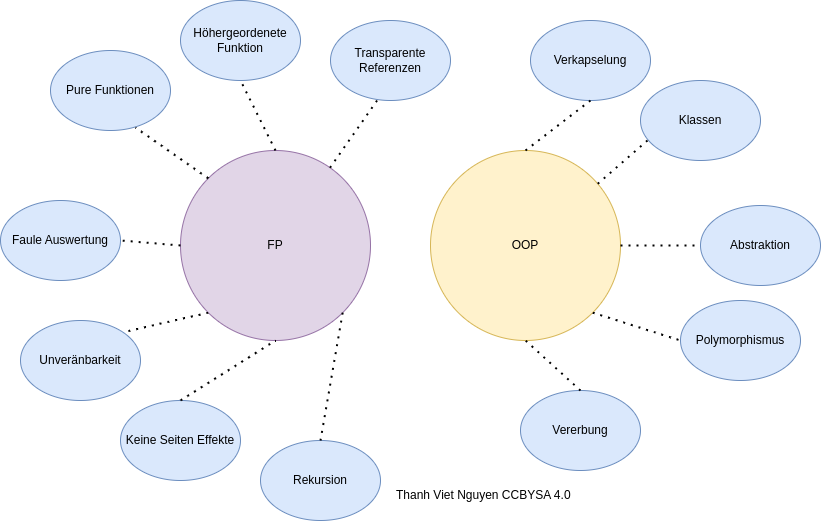 Höhergeordenete
Funktion
Transparente
Referenzen
Pure Funktionen
Faule Auswertung
FP
Unveränbarkeit
Keine Seiten Effekte
Rekursion
Verkapselung
Klassen
OOP
Abstraktion
Polymorphismus
Vererbung
Thanh Viet Nguyen CCBYSA 4.0